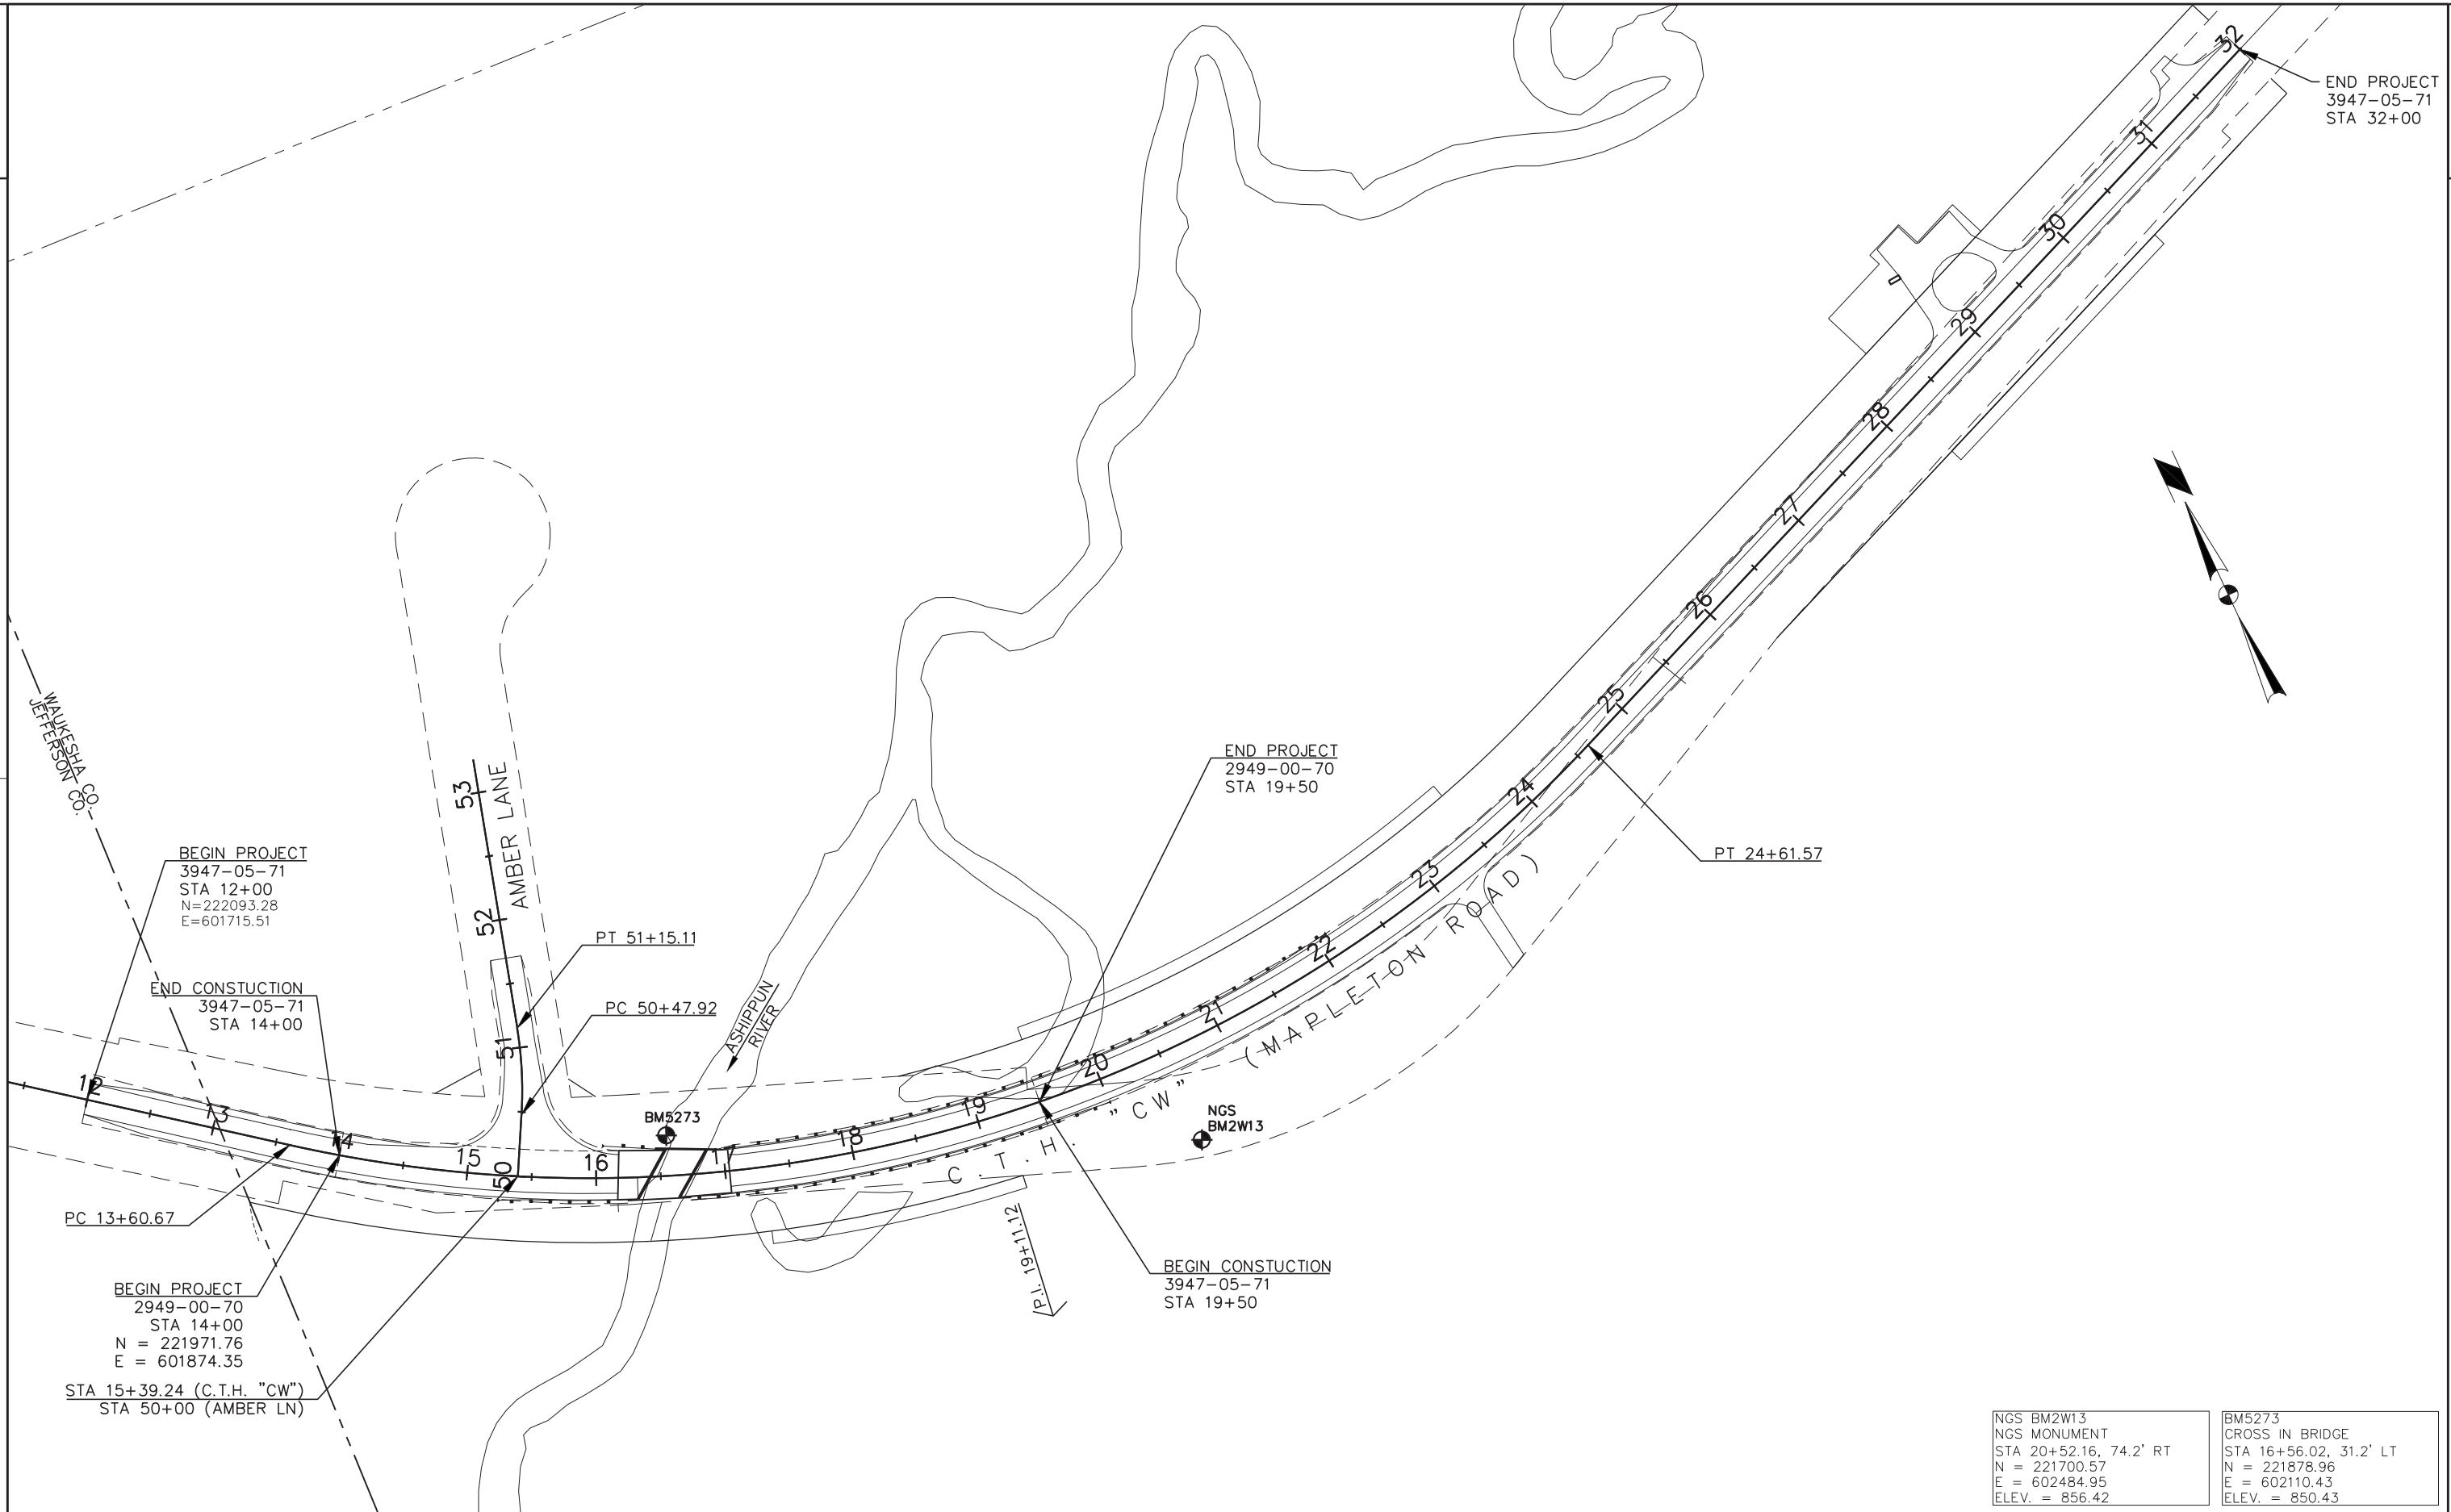 END PROJECT
3947-05-71
STA 32+00
32
31
30
29
28
27
26
25
24
23
22
21
20
19
18
17
16
15
14
13
12
WAUKESHA CO.
JEFFERSON CO.
BEGIN PROJECT
3947-05-71
STA 12+00
N=222093.28
E=601715.51
END CONSTUCTION
3947-05-71
STA 14+00
53
52
51
50
AMBER LANE
PT 51+15.11
PC 50+47.92
ASHIPPUN
RIVER
END PROJECT
2949-00-70
STA 19+50
PT 24+61.57
BM5273
NGS
BM2W13
C.T.H. "CW" (MAPLETON ROAD)
PC 13+60.67
BEGIN PROJECT
2949-00-70
STA 14+00
N = 221971.76
E = 601874.35
STA 15+39.24 (C.T.H. "CW")
STA 50+00 (AMBER LN)
P.I. 19+11.12
BEGIN CONSTUCTION
3947-05-71
STA 19+50
NGS BM2W13
NGS MONUMENT
STA 20+52.16, 74.2' RT
N = 221700.57
E = 602484.95
ELEV. = 856.42
BM5273
CROSS IN BRIDGE
STA 16+56.02, 31.2' LT
N = 221878.96
E = 602110.43
ELEV. = 850.43